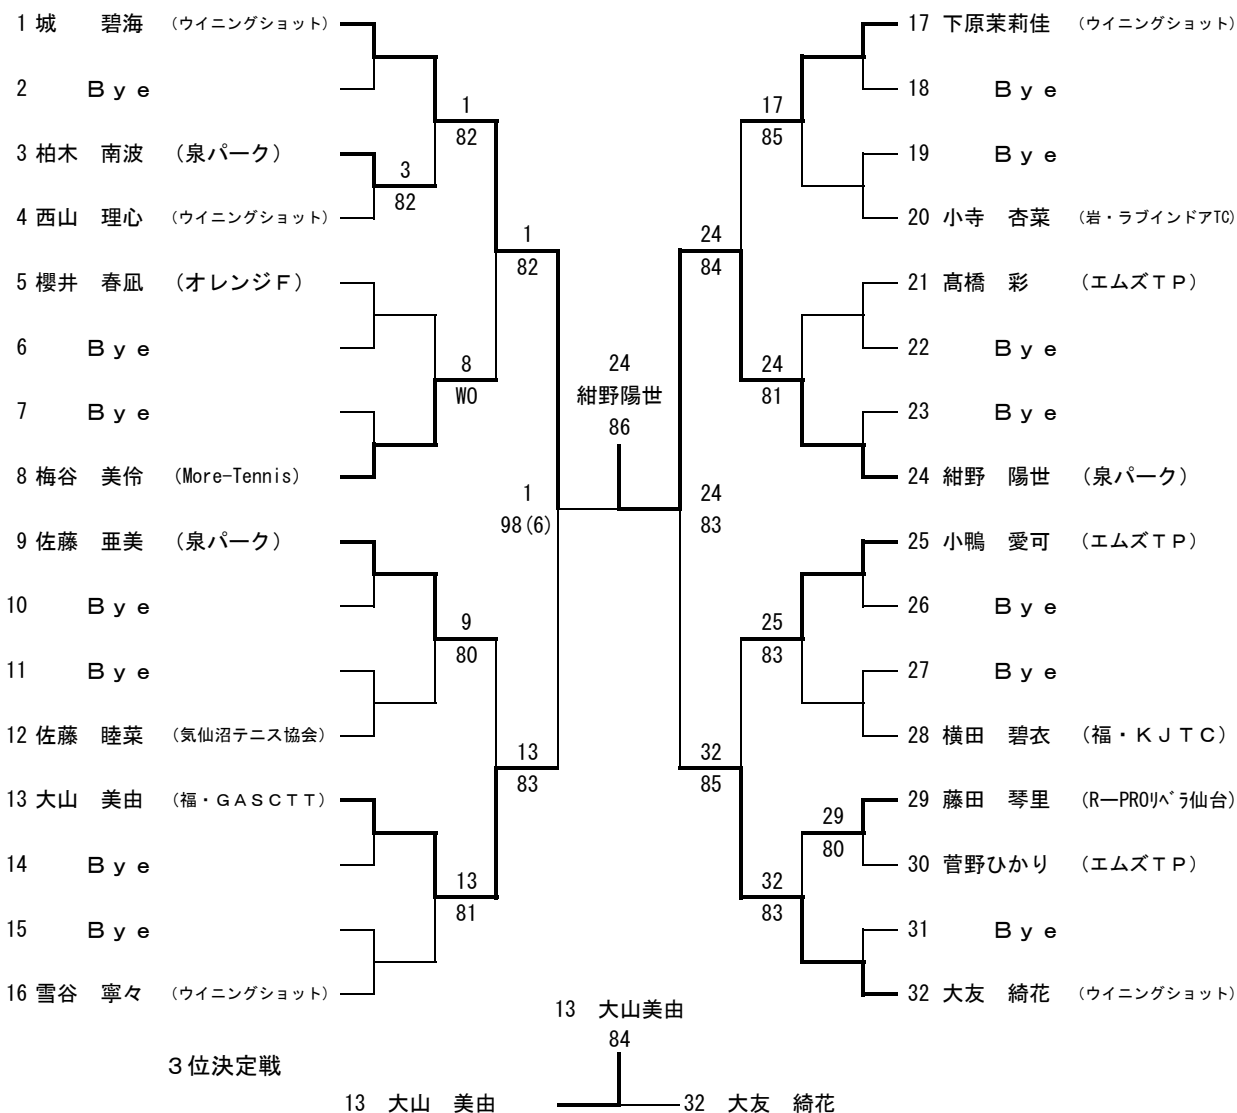 1 城　碧海 （ウイニングショット）
2 Ｂｙｅ
3 柏木　南波 （泉パーク）
4 西山　理心 （ウイニングショット）
5 櫻井　春凪 （オレンジＦ）
6 Ｂｙｅ
7 Ｂｙｅ
8 梅谷　美伶 (More-Tennis)
9 佐藤　亜美 （泉パーク）
10 Ｂｙｅ
11 Ｂｙｅ
12 佐藤　睦菜 （気仙沼テニス協会）
13 大山　美由 （福・ＧＡＳＣＴＴ）
14 Ｂｙｅ
15 Ｂｙｅ
16 雪谷　寧々 （ウイニングショット）
3
82
1
82
8
WO
9
80
13
81
1
82
13
83
1
98(6)
24
紺野陽世
86
24
83
24
84
32
85
17
85
24
81
25
83
32
83
29
80
17 下原茉莉佳 （ウイニングショット）
18 Ｂｙｅ
19 Ｂｙｅ
20 小寺　杏菜 （岩・ラブインドアTC）
21 髙橋　彩 （エムズＴＰ）
22 Ｂｙｅ
23 Ｂｙｅ
24 紺野　陽世 （泉パーク）
25 小鴨　愛可 （エムズＴＰ）
26 Ｂｙｅ
27 Ｂｙｅ
28 横田　碧衣 （福・ＫＪＴＣ）
29 藤田　琴里 （R―PROﾘﾍﾞﾗ仙台）
30 菅野ひかり （エムズＴＰ）
31 Ｂｙｅ
32 大友　綺花 （ウイニングショット）
13　大山美由
84
３位決定戦
13　大山　美由
32　大友　綺花